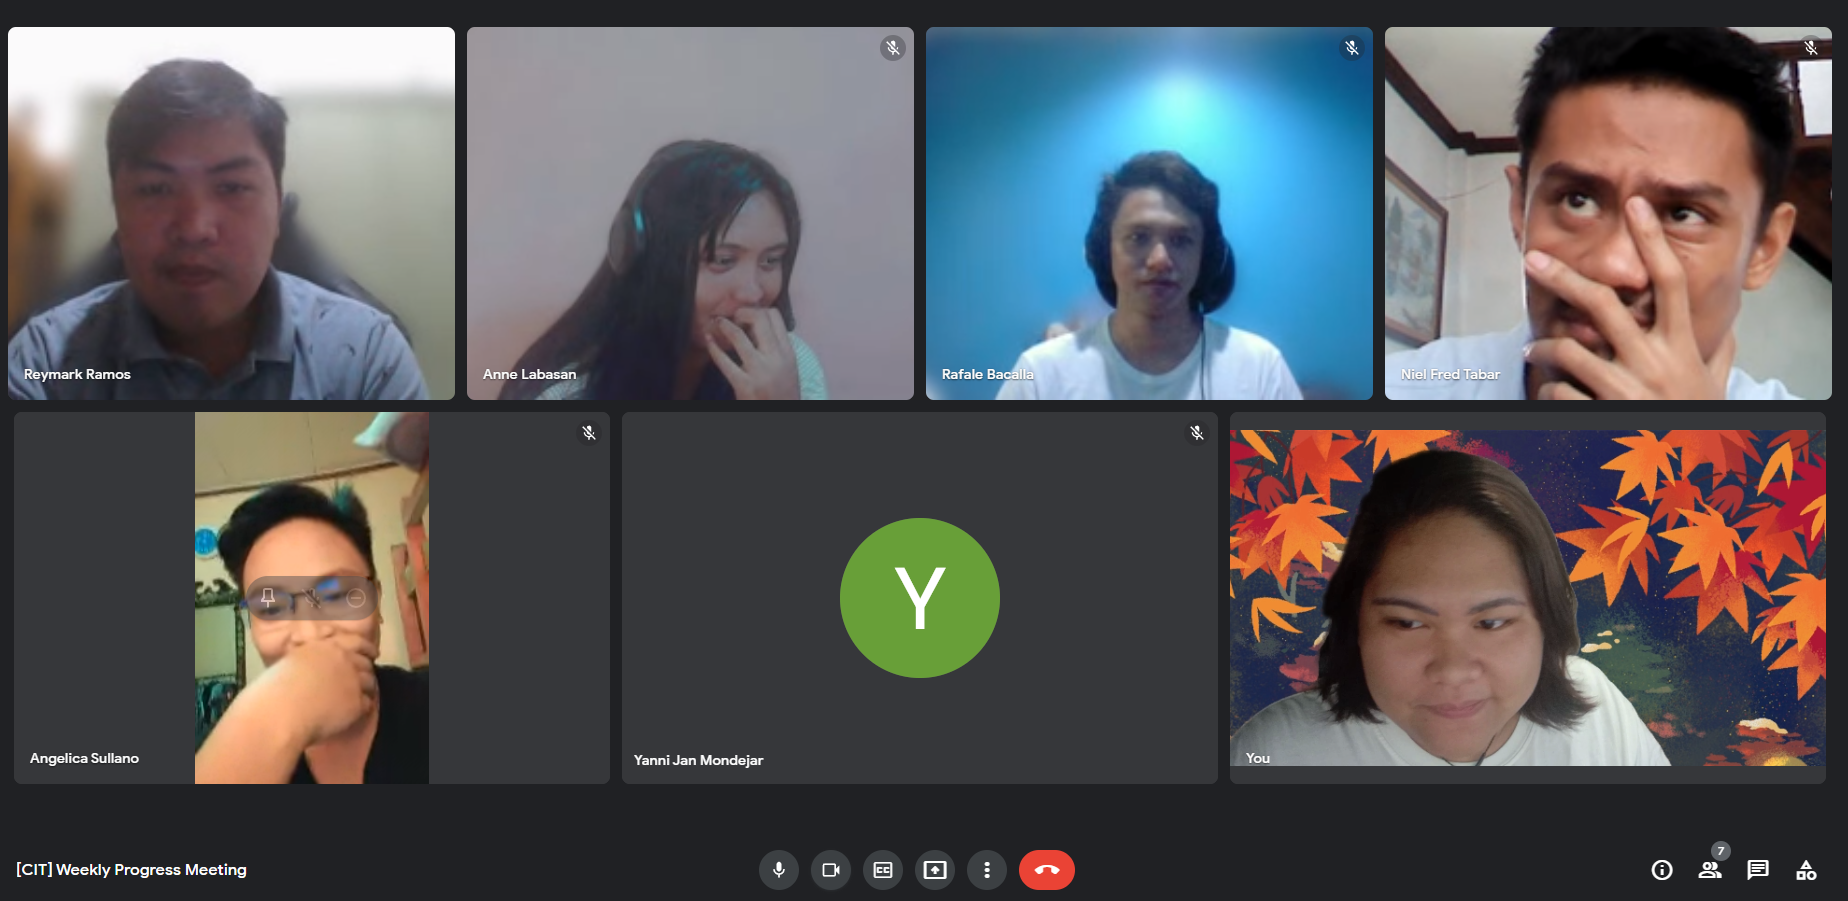 Reymark Ramos
Anne Labasan
Rafale Bacalla
Niel Fred Tabar
Angelica Sullano
Y
Yanni Jan Mondejar
You
[CIT] Weekly Progress Meeting
CC
7